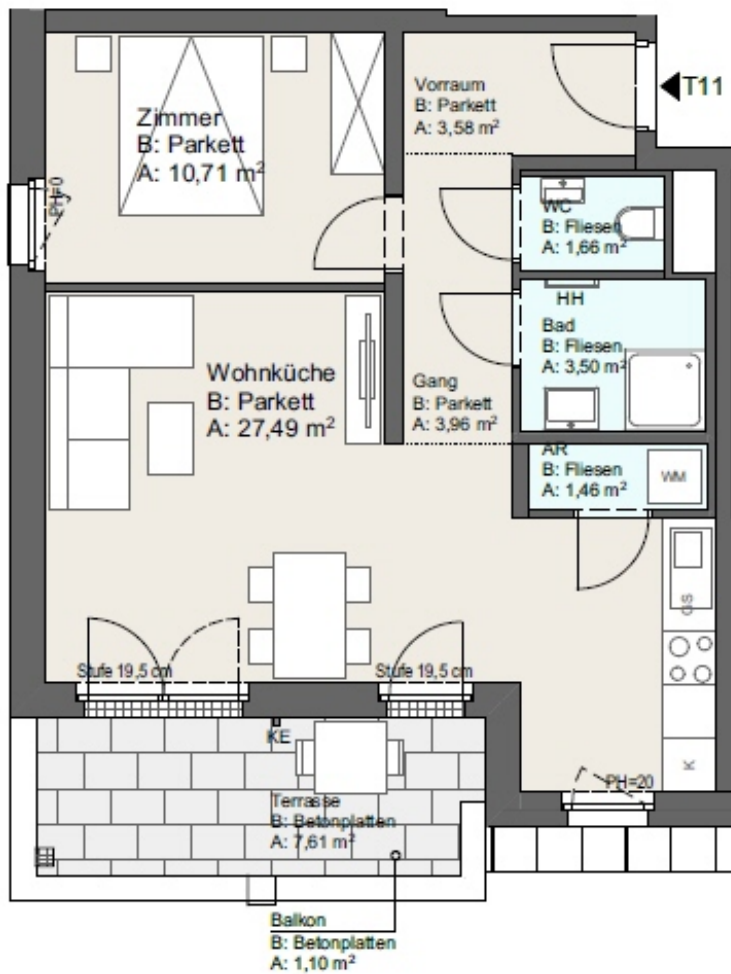 Zimmer
B: Parkett
A: 10,71 m²
Vorraum
B: Parkett
A: 3,58 m²
T11
PH=0
WC
B: Fliesen
A: 1,66 m²
HH
Bad
B: Fliesen
A: 3,50 m²
Wohnküche
B: Parkett
A: 27,49 m²
Gang
B: Parkett
A: 3,96 m²
AR
B: Fliesen
A: 1,46 m²
WM
GS
Stufe 19,5 cm
Stufe 19,5 cm
KE
K
PH=20
Terrasse
B: Betonplatten
A: 7,61 m²
Balkon
B: Betonplatten
A: 1,10 m²